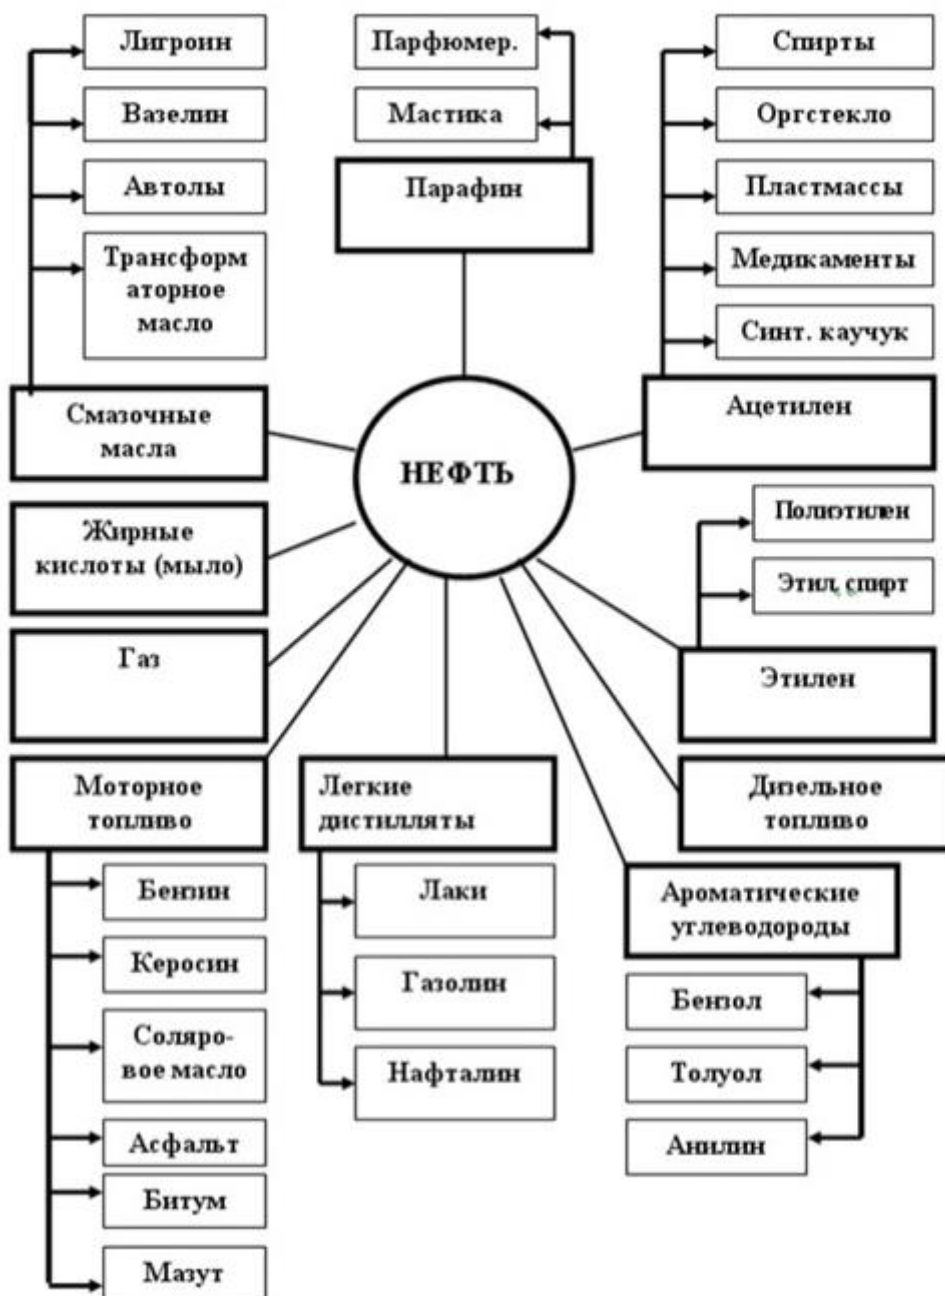 Лигроин
Вазелин
Автолы
Трансформ
аторное
масло
Смазочные
масла
Парфюмер.
Мастика
Парафин
Спирты
Оргстекло
Пластмассы
Медикаменты
Синт. каучук
Ацетилен
НЕФТЬ
Жирные
кислоты (мыло)
Газ
Полиэтилен
Этил, спирт
Этилен
Моторное
топливо
Легкие
дистилляты
Дизельное
топливо
Бензин
Керосин
Соляро-
вое масло
Асфальт
Битум
Мазут
Лаки
Газолин
Нафталин
Ароматические
углеводороды
Бензол
Толуол
Анилин